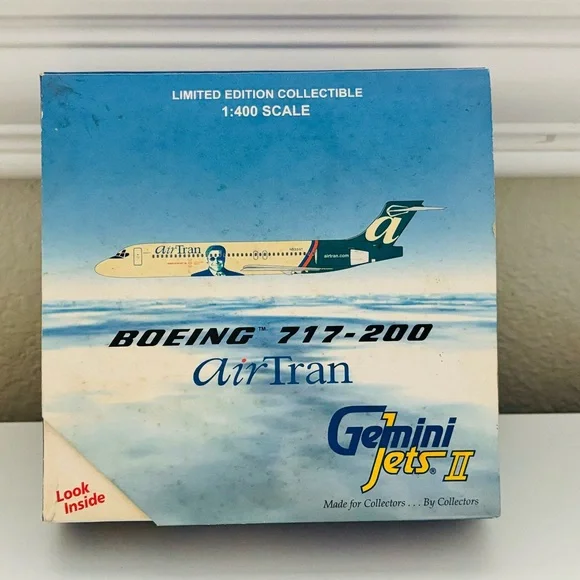 LIMITED EDITION COLLECTIBLE
1:400 SCALE
airTran
a
airtran.com
BOEING™ 717-200
airTran
Gemini
Jets® II
Made for Collectors . . . By Collectors
Look
Inside